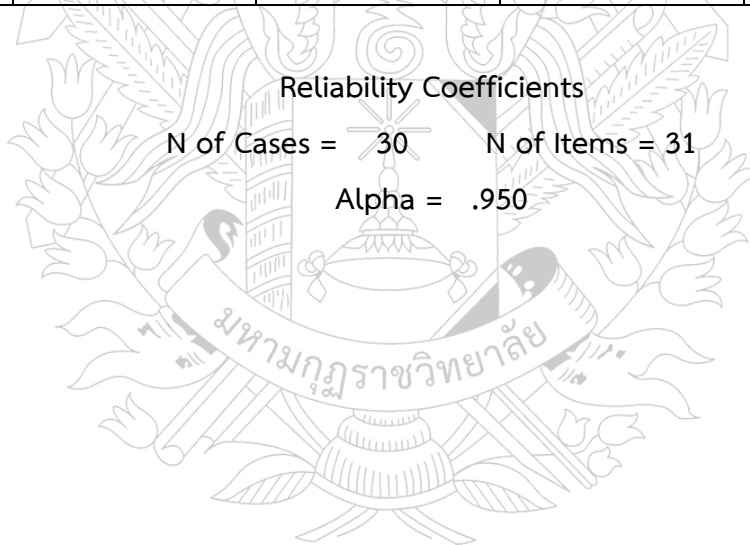 Reliability Coefficients
N of Cases = 30 N of Items = 31
Alpha = .950
มหามกุฏราชวิทยาลัย